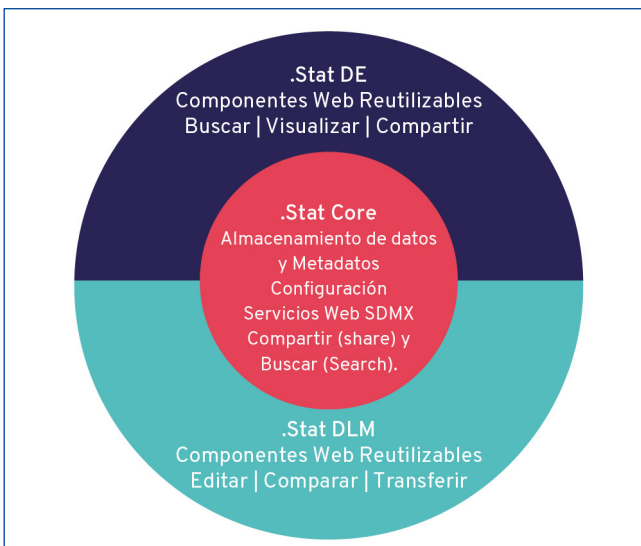 .Stat DE
Componentes Web Reutilizables
Buscar | Visualizar | Compartir
.Stat Core
Almacenamiento de datos
y Metadatos
Configuración
Servicios Web SDMX
Compartir (share) y
Buscar (Search).
.Stat DLM
Componentes Web Reutilizables
Editar | Comparar | Transferir